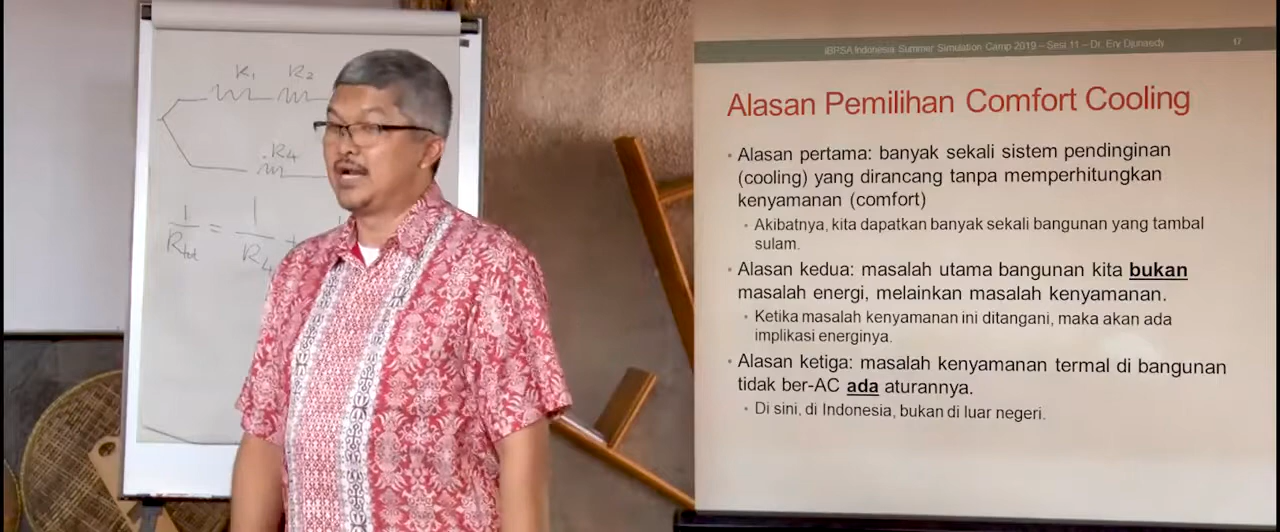 R1 R2
R4
1/Rtot = 1/R4 +
IBPSA Indonesia Summer Simulation Camp 2019 – Sesi 11 – Dr. Ery Djunaedy 17
Alasan Pemilihan Comfort Cooling
• Alasan pertama: banyak sekali sistem pendinginan
(cooling) yang dirancang tanpa memperhitungkan
kenyamanan (comfort)
• Akibatnya, kita dapatkan banyak sekali bangunan yang tambal
sulam.
• Alasan kedua: masalah utama bangunan kita bukan
masalah energi, melainkan masalah kenyamanan.
• Ketika masalah kenyamanan ini ditangani, maka akan ada
implikasi energinya.
• Alasan ketiga: masalah kenyamanan termal di bangunan
tidak ber-AC ada aturannya.
• Di sini, di Indonesia, bukan di luar negeri.